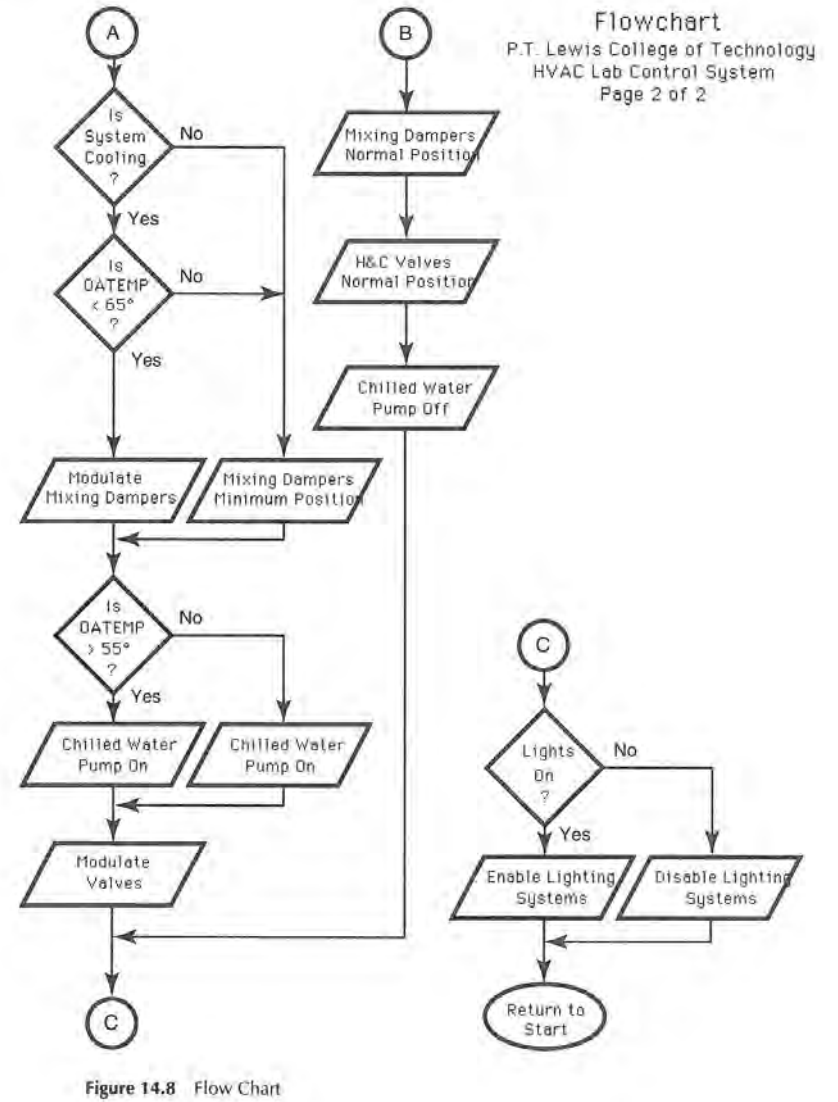 Flowchart
P.T. Lewis College of Technology
HVAC Lab Control System
Page 2 of 2
A
Is
System
Cooling
?
No
Yes
Is
OATEMP
< 65°
?
No
Yes
Modulate
Mixing Dampers
Mixing Dampers
Minimum Position
Is
OATEMP
> 55°
?
No
Yes
Chilled Water
Pump On
Chilled Water
Pump On
Modulate
Valves
C
B
Mixing Dampers
Normal Position
H&C Valves
Normal Position
Chilled Water
Pump Off
C
Lights
On
?
No
Yes
Enable Lighting
Systems
Disable Lighting
Systems
Return to
Start
Figure 14.8 Flow Chart